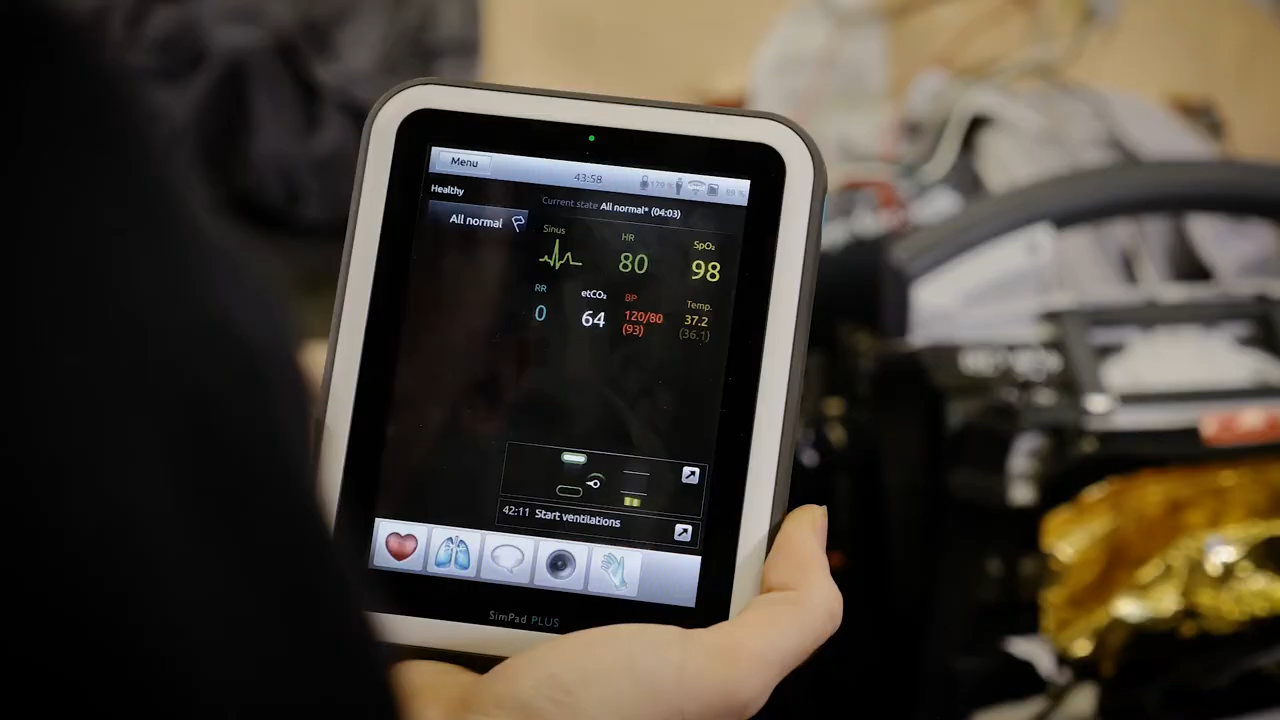 Menu
43:58
Healthy
Current state All normal* (04:03)
All normal
Sinus HR SpO₂
80 98
RR etCO₂ BP Temp.
0 64 120/80 37.2
(93) (36.1)
42:11 Start ventilations
SimPad PLUS